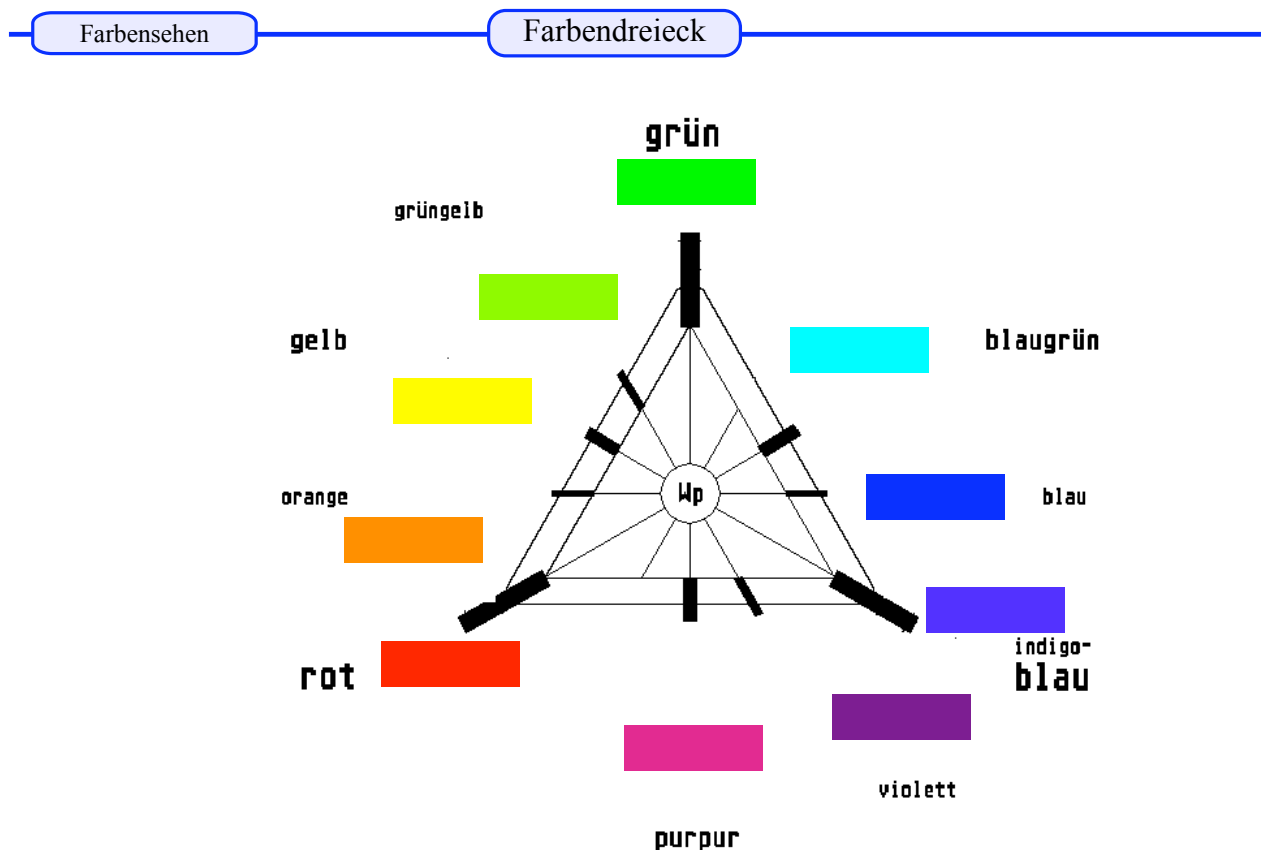 Farbensehen
Farbendreieck
grün
grüngelb
gelb
blaugrün
Wp
orange
blau
indigo-
blau
rot
violett
purpur